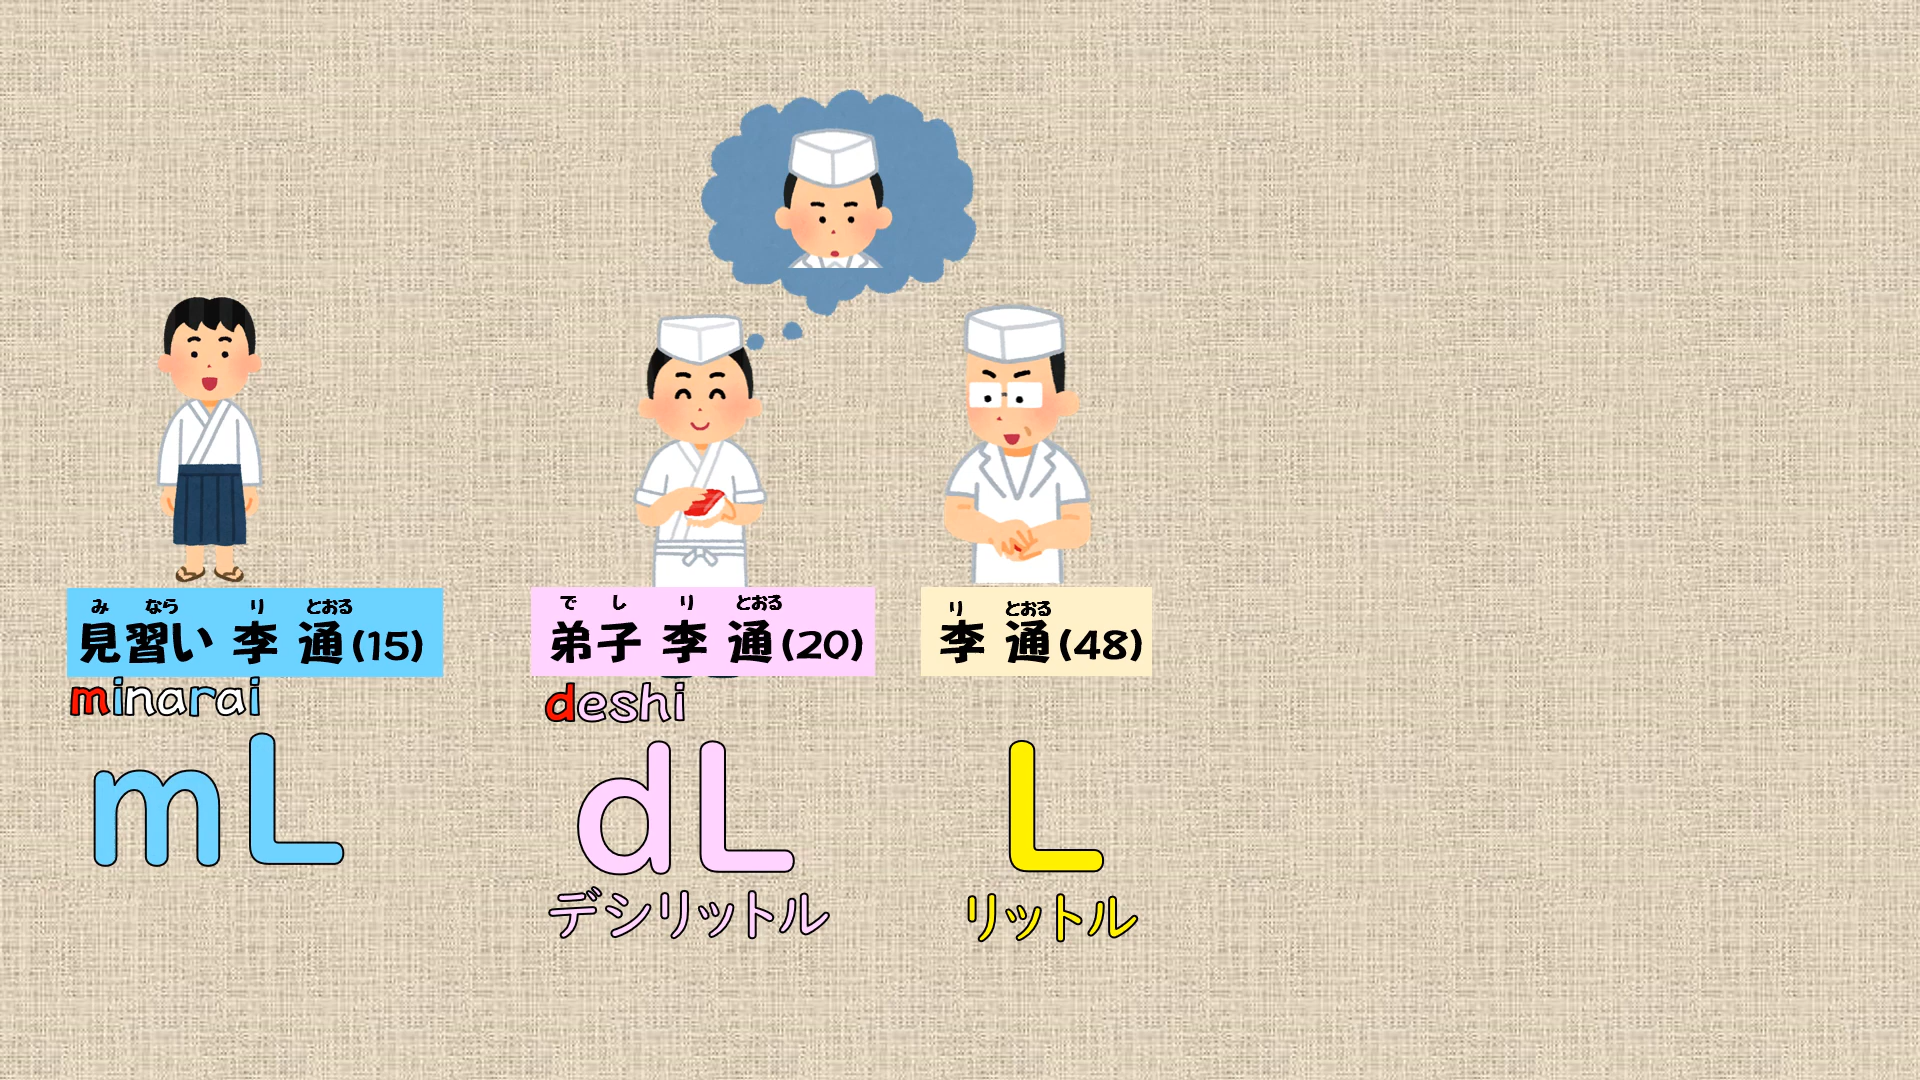 み なら り とおる
見習い 李 通(15)
minarai
mL
で し り とおる
弟子 李 通(20)
deshi
dL
デシリットル
り とおる
李 通(48)
L
リットル